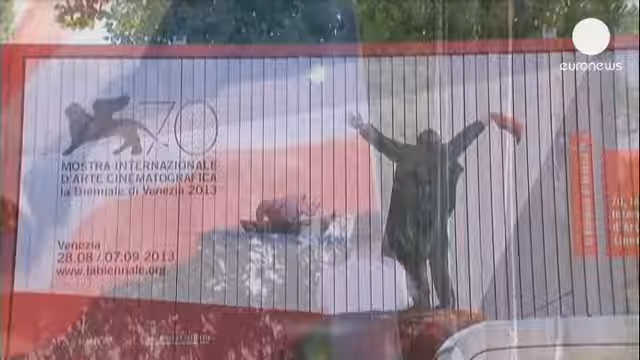 euronews
70
MOSTRA INTERNAZIONALE
D'ARTE CINEMATOGRAFICA
la Biennale di Venezia 2013
Venezia
28.08 / 07.09 2013
www.labiennale.org